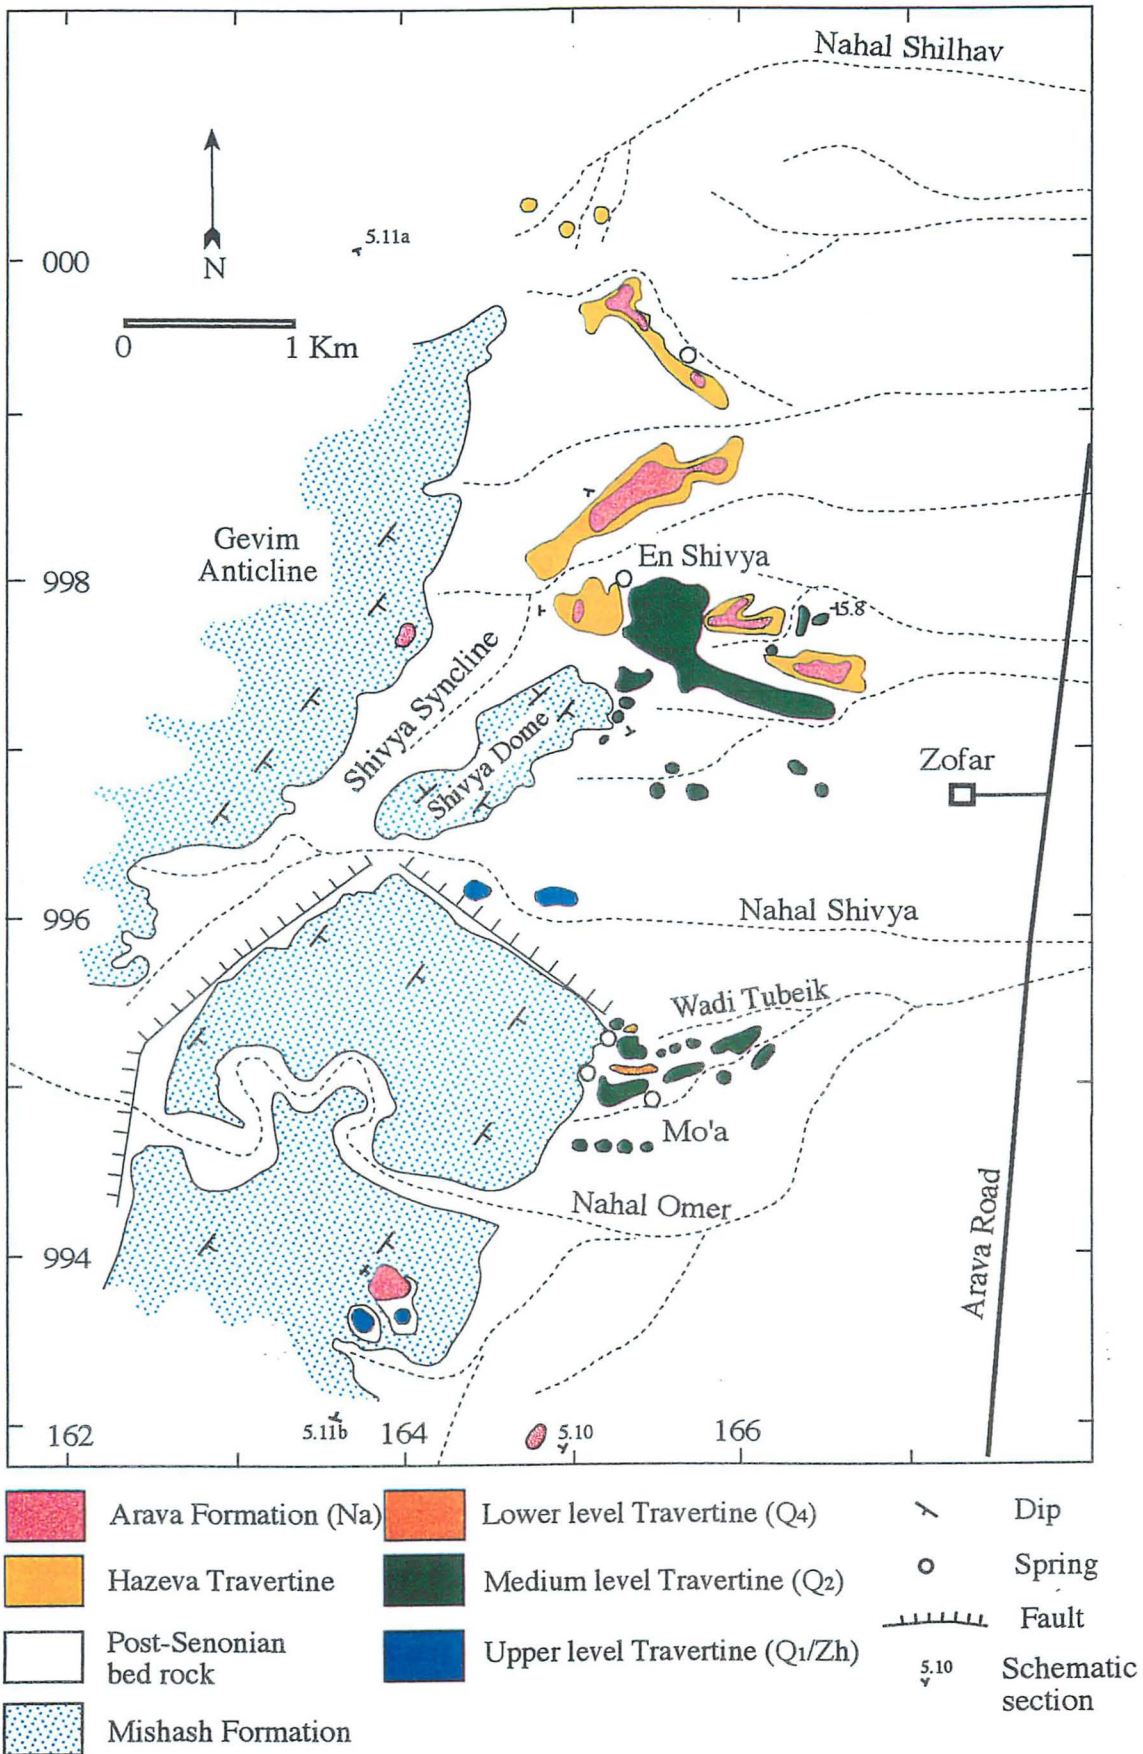 Nahal Shilhav
5.11a
000
N
0 1 Km
Gevim
Anticline
998
En Shivya
5.8
Shivya Syncline
Shivya Dome
Zofar
996
Nahal Shivya
Wadi Tubeik
Mo'a
Nahal Omer
994
Arava Road
162
5.11b
164
5.10
166
Arava Formation (Na)
Hazeva Travertine
Post-Senonian
bed rock
Mishash Formation
Lower level Travertine (Q4)
Medium level Travertine (Q2)
Upper level Travertine (Q1/Zh)
Dip
Spring
Fault
5.10
Schematic
section